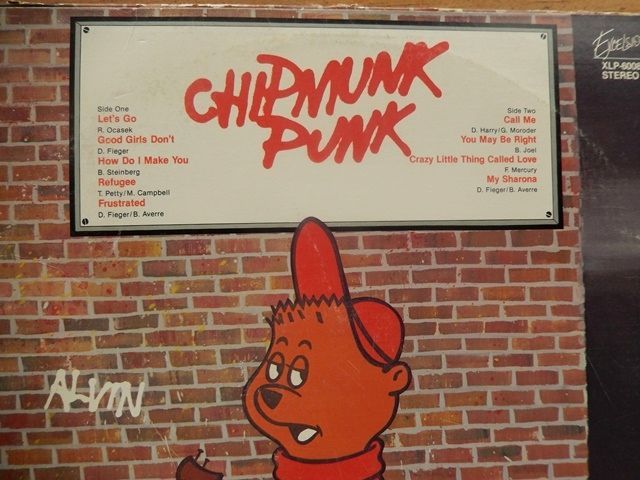 CHIPMUNK
PUNK
Side One
Let's Go
R. Ocasek
Good Girls Don't
D. Fieger
How Do I Make You
B. Steinberg
Refugee
T. Petty/M. Campbell
Frustrated
D. Fieger/B. Averre
Side Two
Call Me
D. Harry/G. Moroder
You May Be Right
B. Joel
Crazy Little Thing Called Love
F. Mercury
My Sharona
D. Fieger/B. Averre
XLP-6008
STEREO
ALVIN